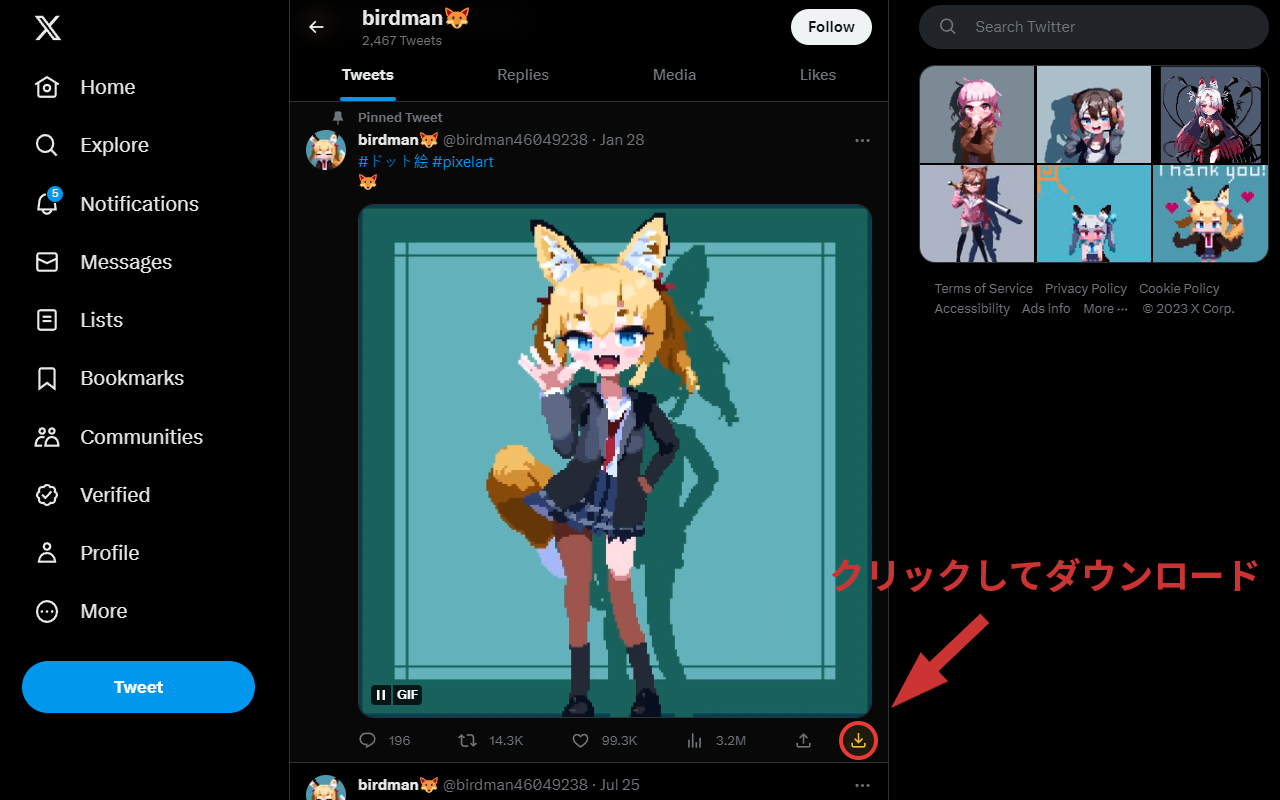 Home
Explore
5
Notifications
Messages
Lists
Bookmarks
Communities
Verified
Profile
More
Tweet
birdman🦊
2,467 Tweets
Follow
Tweets
Replies
Media
Likes
Pinned Tweet
birdman🦊 @birdman46049238 · Jan 28
#ドット絵 #pixelart
🦊
GIF
196
14.3K
99.3K
3.2M
birdman🦊 @birdman46049238 · Jul 25
Search Twitter
Thank you!
Terms of Service Privacy Policy Cookie Policy
Accessibility Ads info More ··· © 2023 X Corp.
クリックしてダウンロード